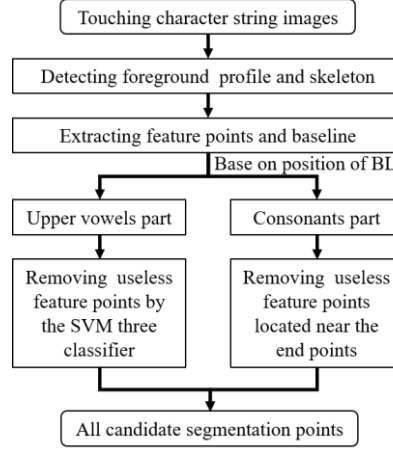 Touching character string images
Detecting foreground profile and skeleton
Extracting feature points and baseline
Base on position of BL
Upper vowels part
Consonants part
Removing useless
feature points by
the SVM three
classifier
Removing useless
feature points
located near the
end points
All candidate segmentation points